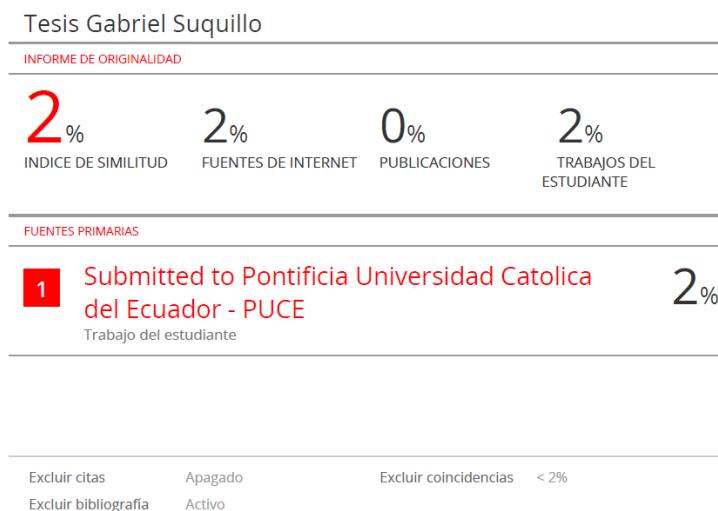 Tesis Gabriel Suquillo
INFORME DE ORIGINALIDAD
2% 2% 0% 2%
INDICE DE SIMILITUD FUENTES DE INTERNET PUBLICACIONES TRABAJOS DEL
ESTUDIANTE
FUENTES PRIMARIAS
1 Submitted to Pontificia Universidad Catolica 2%
del Ecuador - PUCE
Trabajo del estudiante
Excluir citas Apagado Excluir coincidencias < 2%
Excluir bibliografía Activo